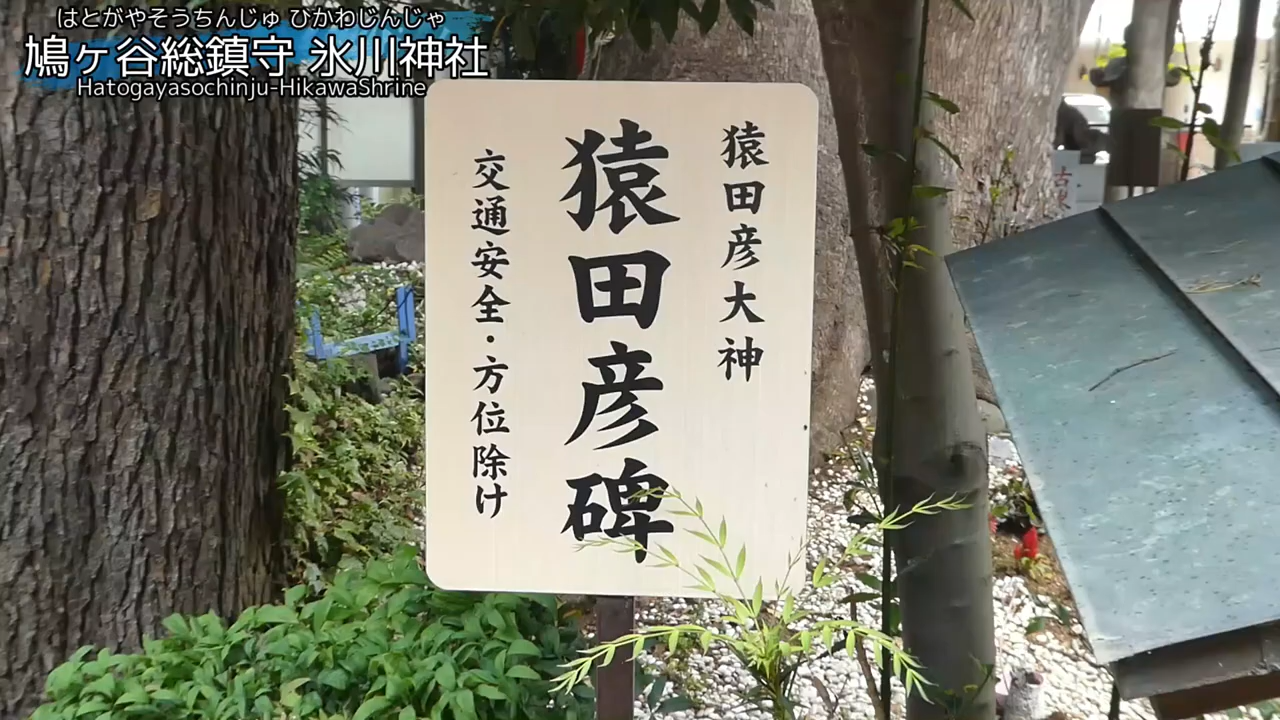 はとがやそうちんじゅ ひかわじんじゃ
鳩ヶ谷総鎮守 氷川神社
Hatogayasochinju-HikawaShrine
猿田彦大神
猿田彦碑
交通安全・方位除け
古